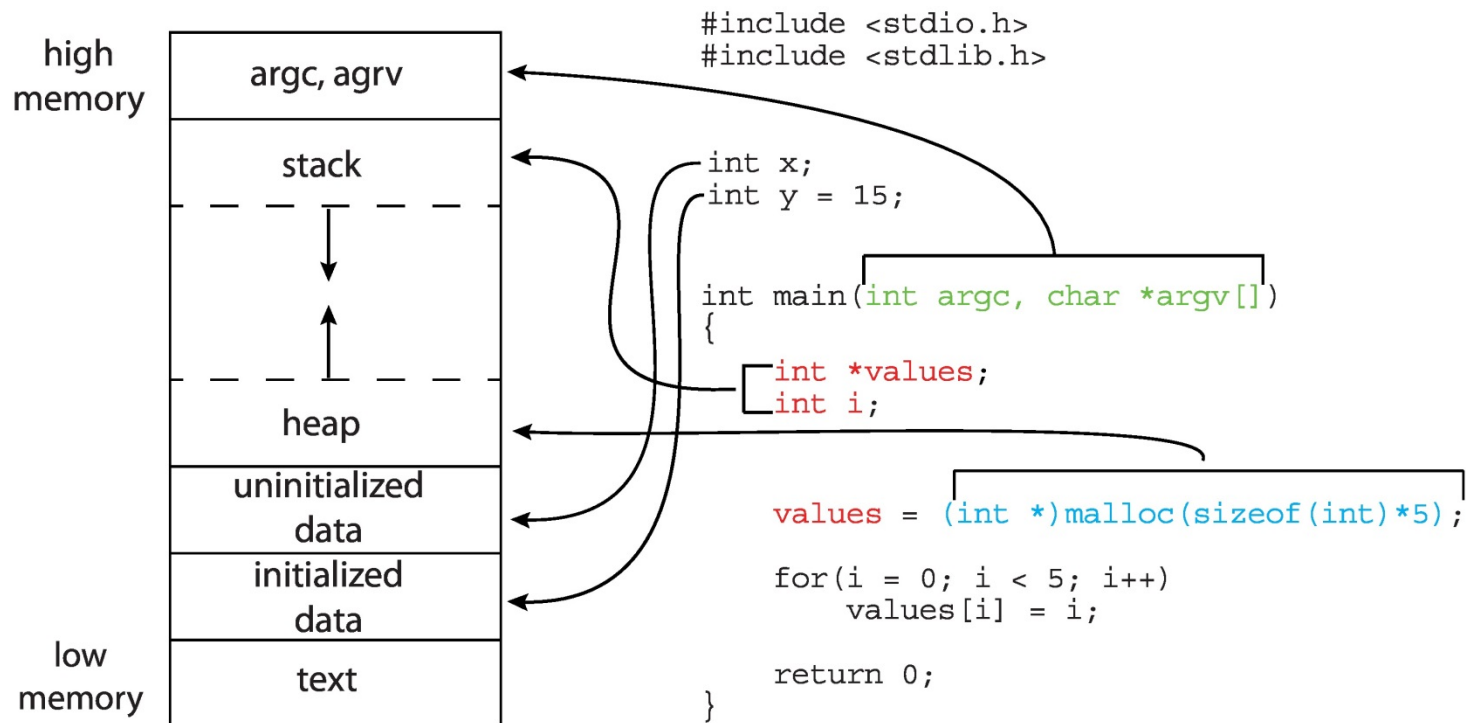 high
memory
argc, agrv
stack
heap
uninitialized
data
initialized
data
low
memory
text
#include <stdio.h>
#include <stdlib.h>
int x;
int y = 15;
int main(int argc, char *argv[])
{
int *values;
int i;
values = (int *)malloc(sizeof(int)*5);
for(i = 0; i < 5; i++)
values[i] = i;
return 0;
}